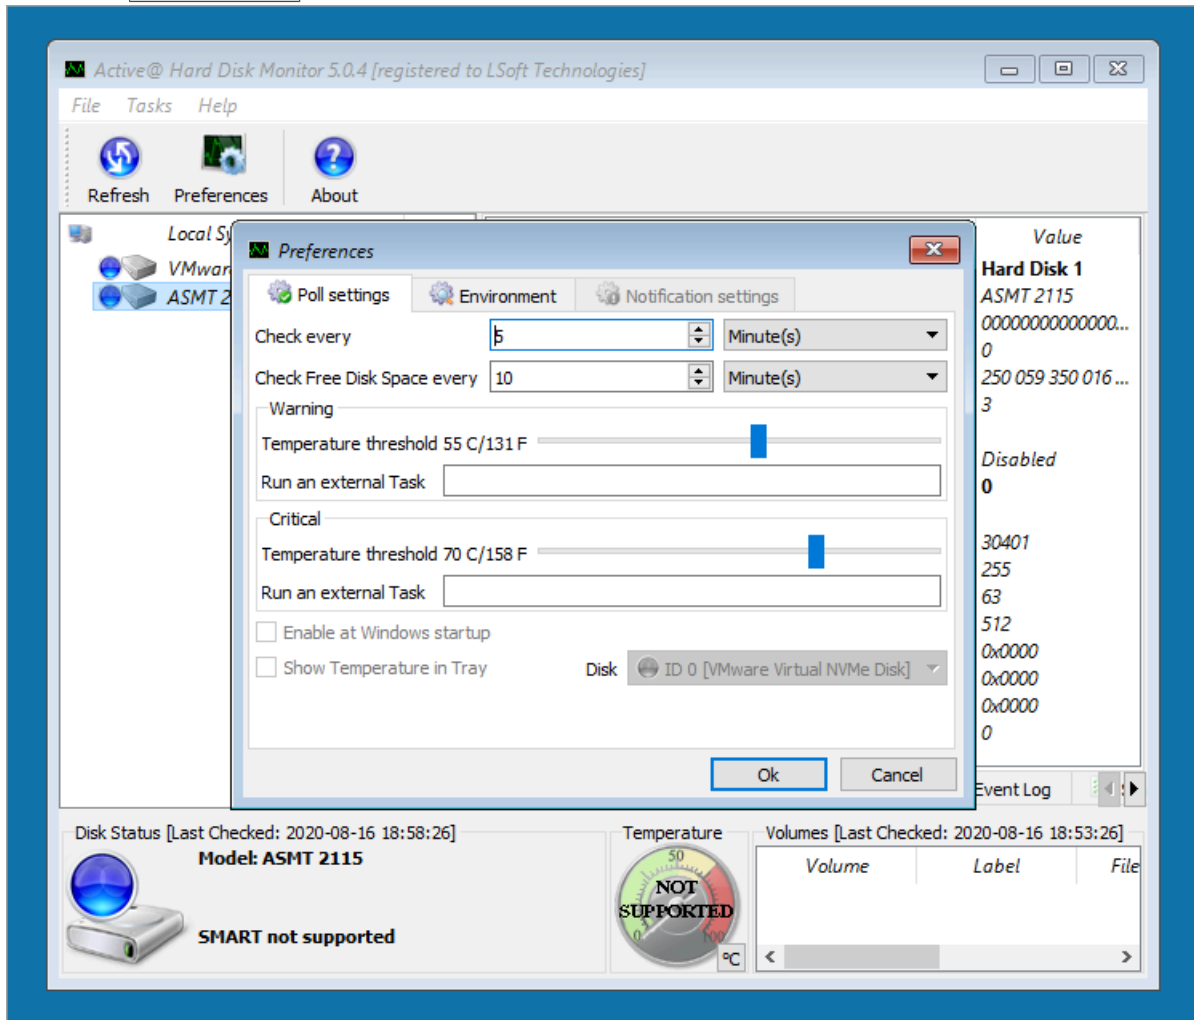 Active@ Hard Disk Monitor 5.0.4 [registered to LSoft Technologies]
File Tasks Help
Refresh Preferences About
Local Sy
VMwar
ASMT 2
Preferences
Poll settings Environment Notification settings
Check every 5 Minute(s)
Check Free Disk Space every 10 Minute(s)
Warning
Temperature threshold 55 C/131 F
Run an external Task
Critical
Temperature threshold 70 C/158 F
Run an external Task
Enable at Windows startup
Show Temperature in Tray Disk ID 0 [VMware Virtual NVMe Disk]
Ok Cancel
Value
Hard Disk 1
ASMT 2115
00000000000000...
0
250 059 350 016 ...
3
Disabled
0
30401
255
63
512
0x0000
0x0000
0x0000
0
Event Log
Disk Status [Last Checked: 2020-08-16 18:58:26]
Model: ASMT 2115
SMART not supported
Temperature
50
NOT
SUPPORTED
0 100
°C
Volumes [Last Checked: 2020-08-16 18:53:26]
Volume Label File